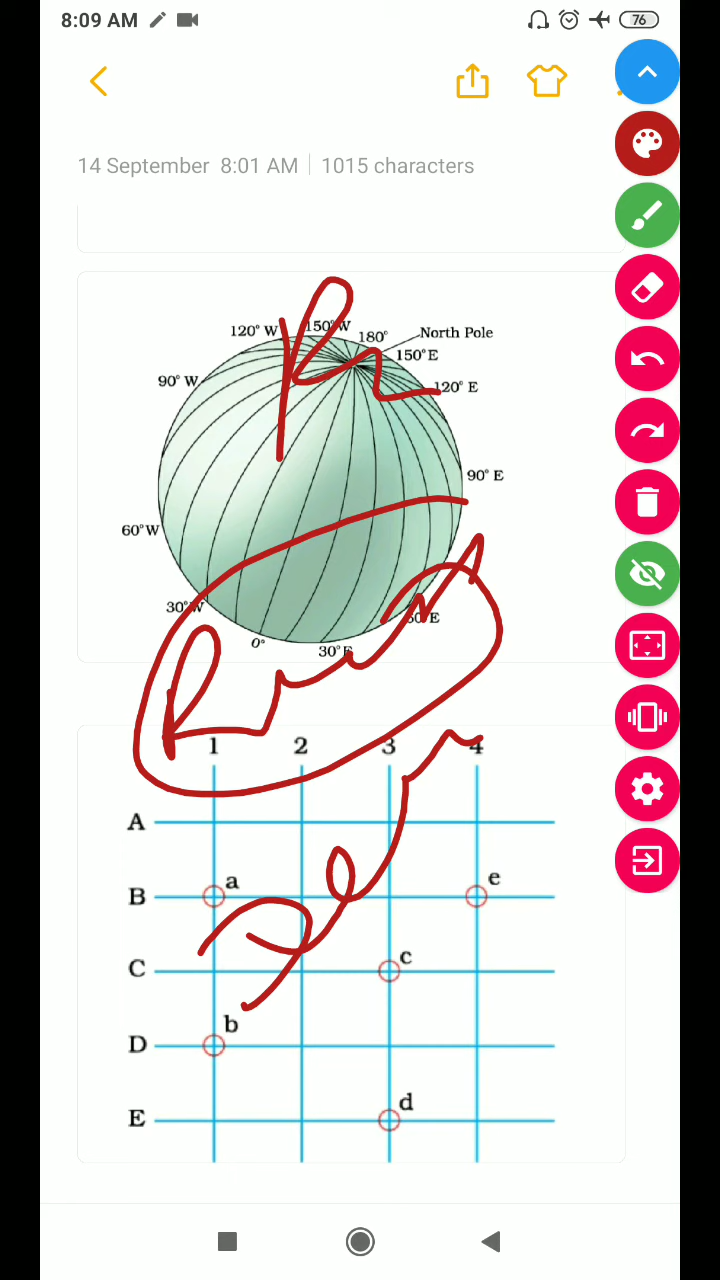 8:09 AM 76
14 September 8:01 AM 1015 characters
120° W 150°W 180° North Pole
150°E
90° W 120° E
90° E
60°W
30°W 60°E
0° 30°E
1 2 3 4
A
a e
B
c
C
b
D
d
E